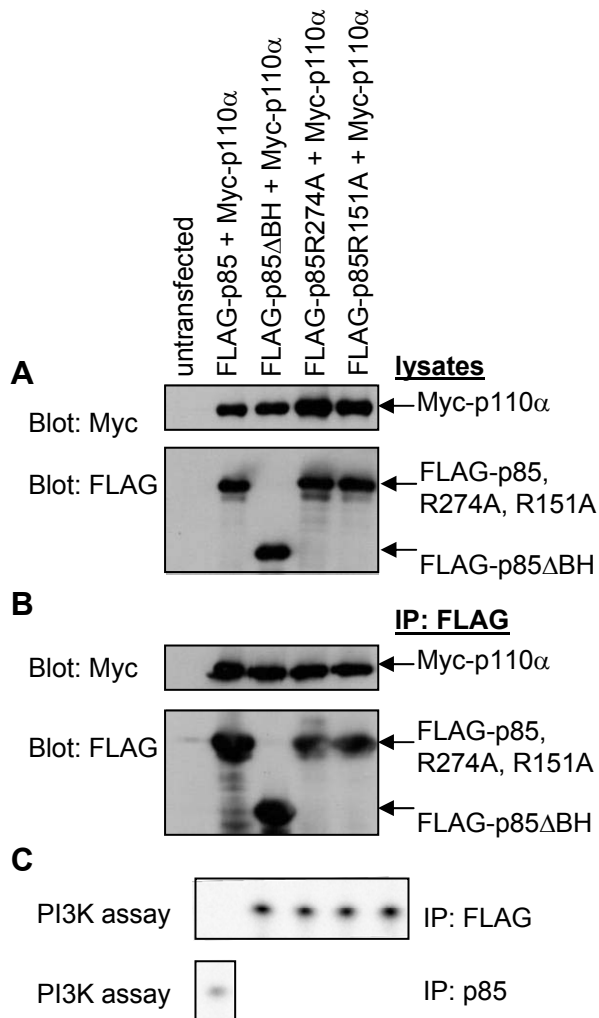 untransfected
FLAG-p85 + Myc-p110α
FLAG-p85ΔBH + Myc-p110α
FLAG-p85R274A + Myc-p110α
FLAG-p85R151A + Myc-p110α
A
lysates
Blot: Myc
Myc-p110α
Blot: FLAG
FLAG-p85,
R274A, R151A
FLAG-p85ΔBH
B
IP: FLAG
Blot: Myc
Myc-p110α
Blot: FLAG
FLAG-p85,
R274A, R151A
FLAG-p85ΔBH
C
PI3K assay
IP: FLAG
PI3K assay
IP: p85